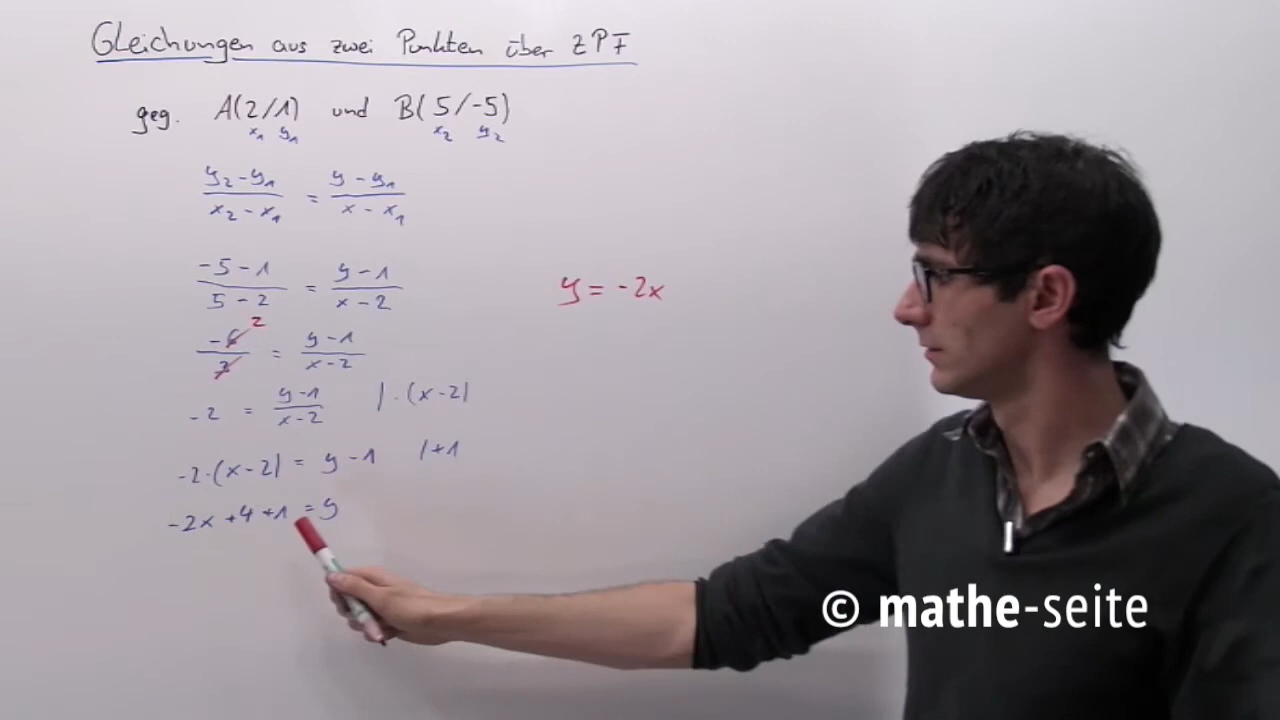 Gleichungen aus zwei Punkten über ZPF
geg. A(2/1) und B(5/-5)
x₁ y₁ x₂ y₂
y₂-y₁ / x₂-x₁ = y-y₁ / x-x₁
-5-1 / 5-2 = y-1 / x-2
y = -2x
2
-6 / 3 = y-1 / x-2
-2 = y-1 / x-2 |·(x-2)
-2·(x-2) = y-1 |+1
-2x+4+1 = y
© mathe-seite